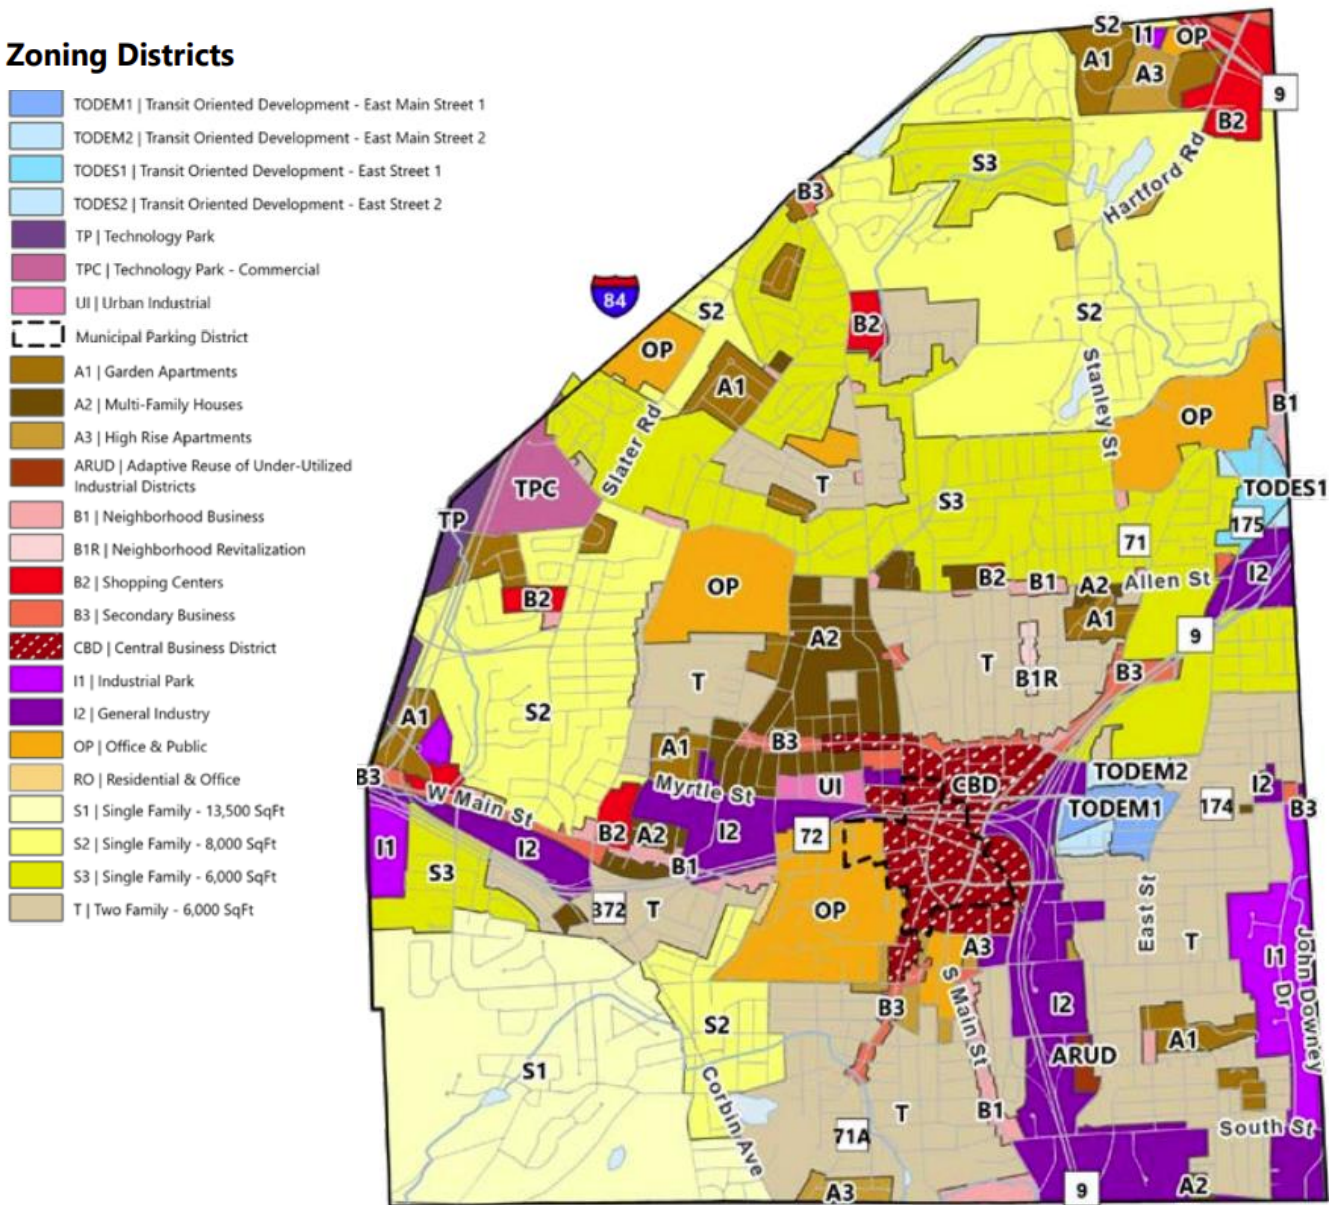 Zoning Districts
TODEM1 | Transit Oriented Development - East Main Street 1
TODEM2 | Transit Oriented Development - East Main Street 2
TODES1 | Transit Oriented Development - East Street 1
TODES2 | Transit Oriented Development - East Street 2
TP | Technology Park
TPC | Technology Park - Commercial
UI | Urban Industrial
Municipal Parking District
A1 | Garden Apartments
A2 | Multi-Family Houses
A3 | High Rise Apartments
ARUD | Adaptive Reuse of Under-Utilized
Industrial Districts
B1 | Neighborhood Business
B1R | Neighborhood Revitalization
B2 | Shopping Centers
B3 | Secondary Business
CBD | Central Business District
I1 | Industrial Park
I2 | General Industry
OP | Office & Public
RO | Residential & Office
S1 | Single Family - 13,500 SqFt
S2 | Single Family - 8,000 SqFt
S3 | Single Family - 6,000 SqFt
T | Two Family - 6,000 SqFt
S2 I1 OP
A1 A3
9
B2
S3
Hartford Rd
B3
84
S2
B2
S2
OP
A1
Stanley St
OP
B1
Slater Rd
TPC
T
S3
TODES1
TP
175
71
I2
OP
B2
B1
A2
Allen St
B2
A1
A2
9
T
T
B1R
B3
A1
S2
A1
B3
B3
W Main St
Myrtle St
UI
CBD
TODEM2
TODEM1
174
I2
B3
I1
S3
I2
B2
A2
I2
72
B1
372
T
OP
East St
T
A3
I1
John Downey Dr
S2
B3
S Main St
I2
S1
ARUD
A1
Corbin Ave
T
B1
71A
South St
A3
9
A2